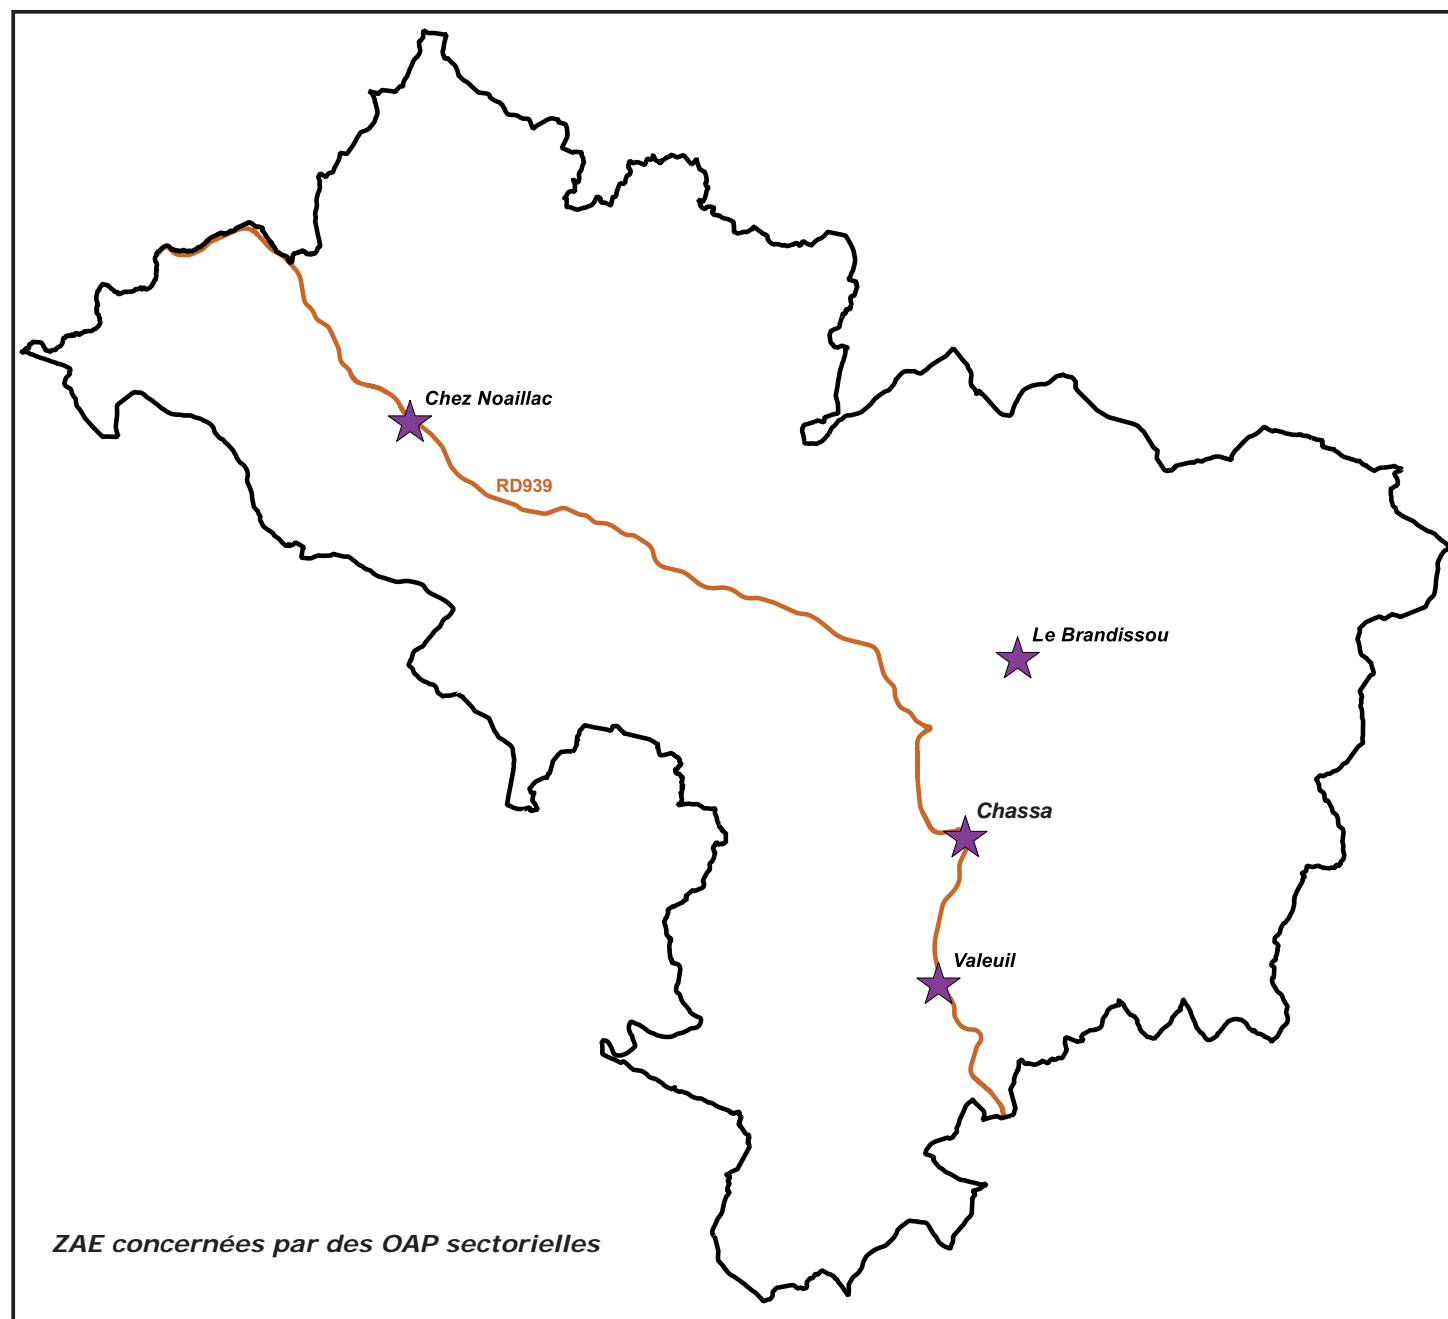 Chez Noaillac
RD939
Le Brandissou
Chassa
Valeuil
ZAE concernées par des OAP sectorielles